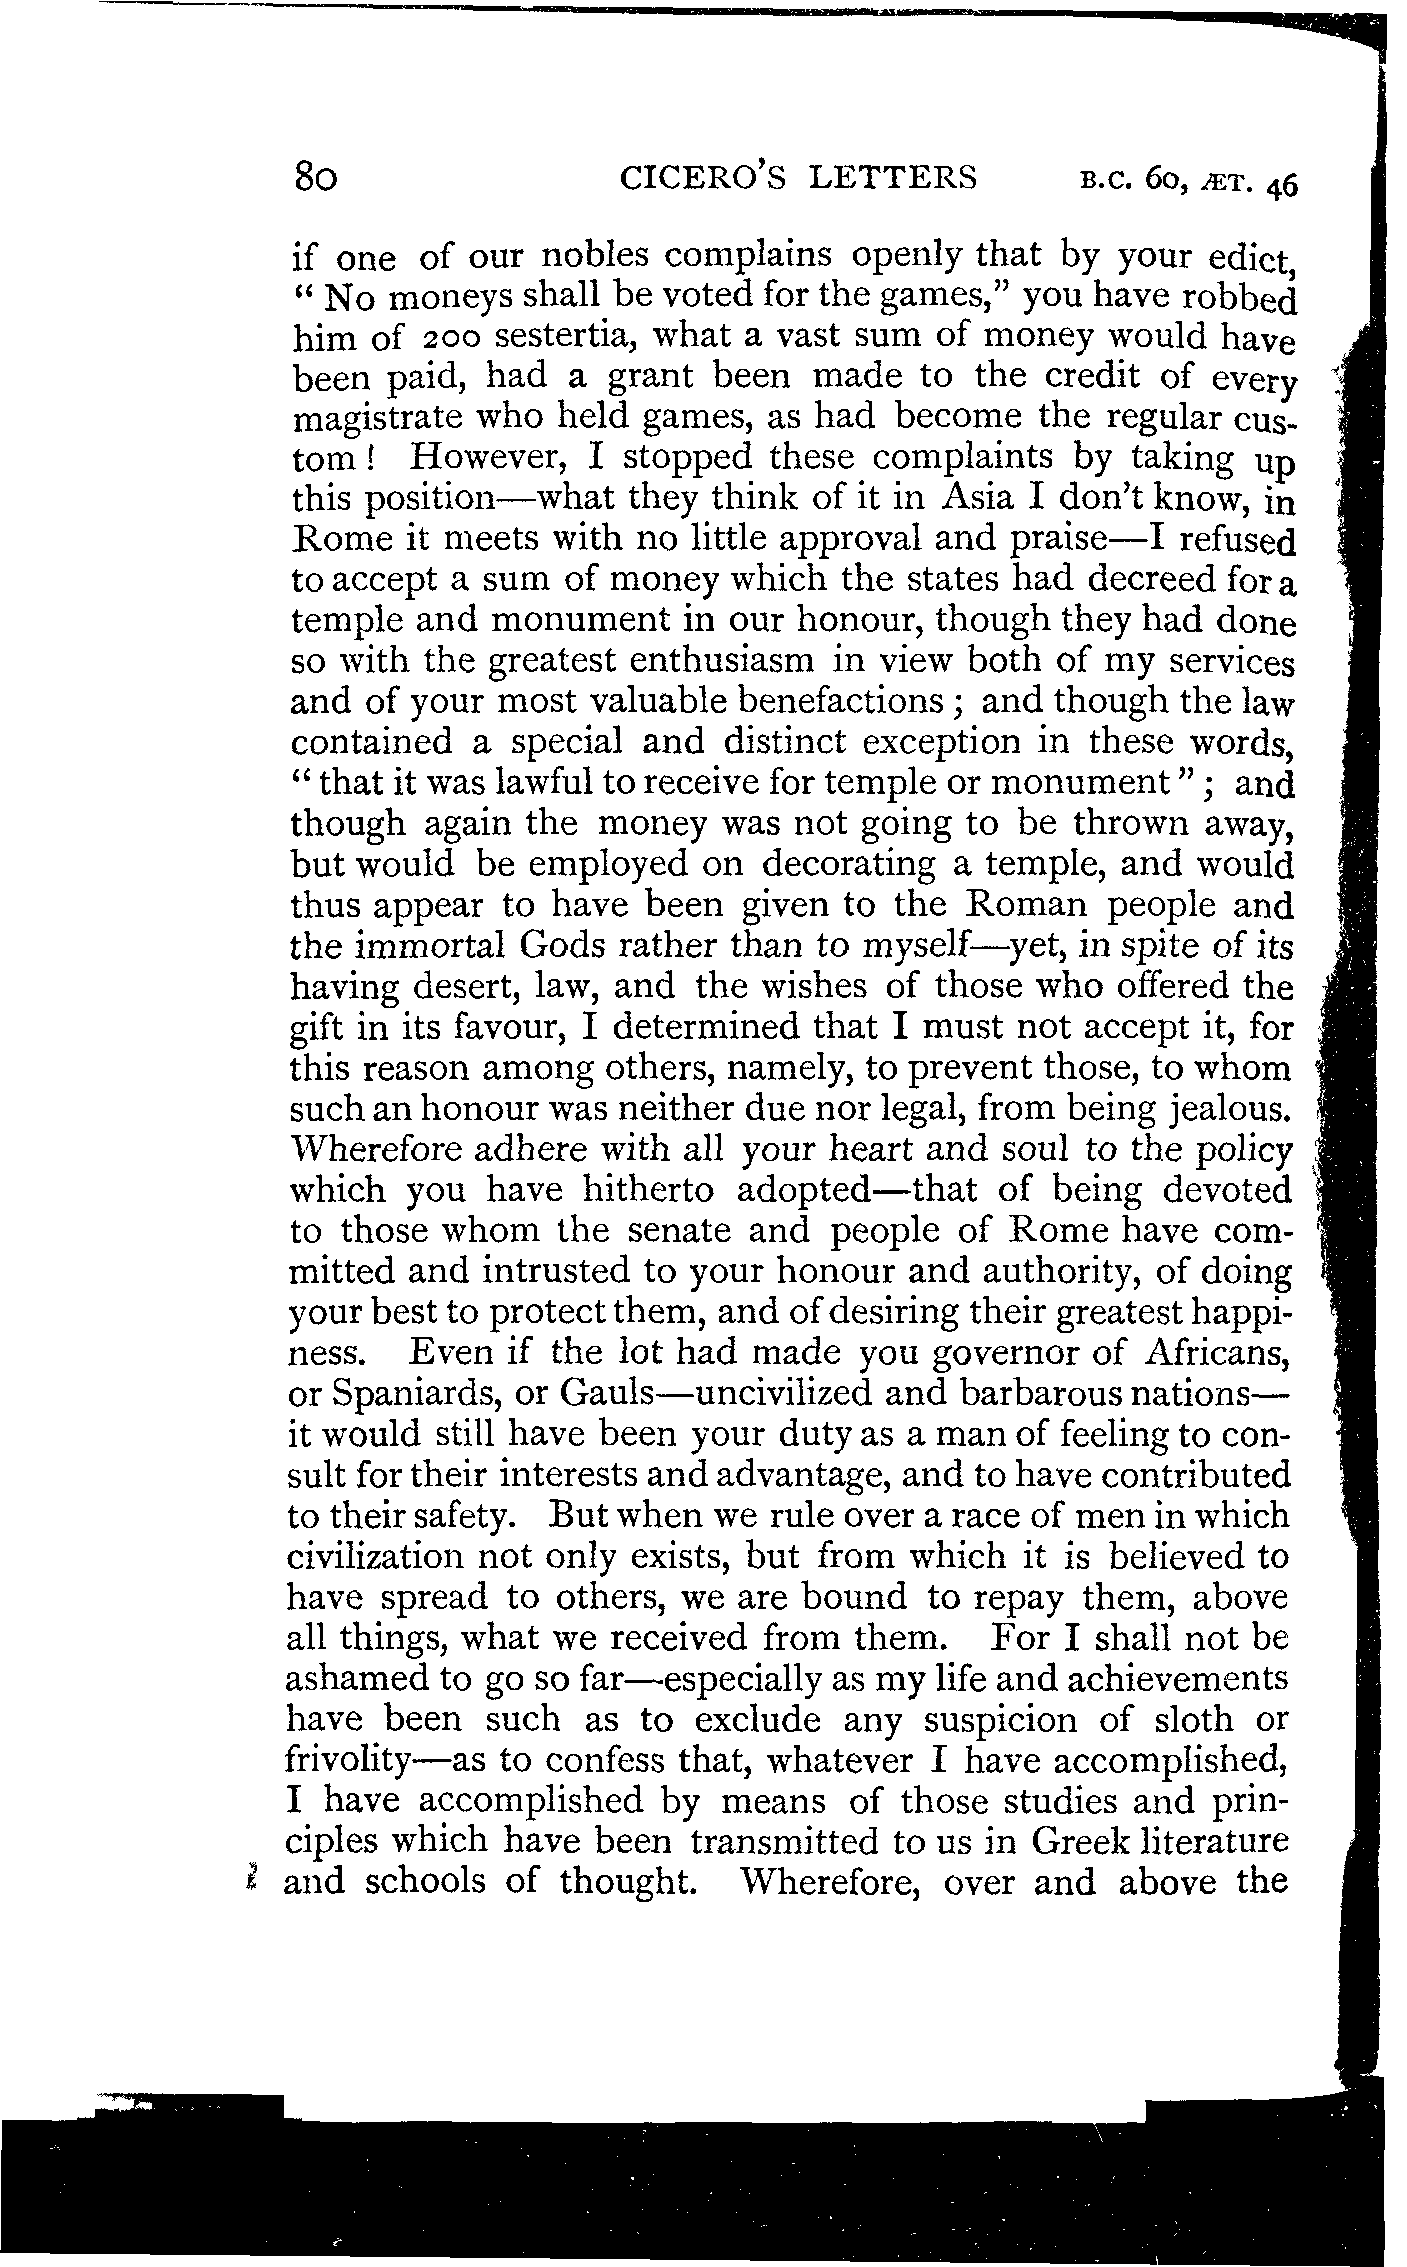 80 CICERO'S LETTERS B.C. 60, ÆT. 46
if one of our nobles complains openly that by your edict,
“ No moneys shall be voted for the games,” you have robbed
him of 200 sestertia, what a vast sum of money would have
been paid, had a grant been made to the credit of every
magistrate who held games, as had become the regular cus-
tom ! However, I stopped these complaints by taking up
this position—what they think of it in Asia I don't know, in
Rome it meets with no little approval and praise—I refused
to accept a sum of money which the states had decreed for a
temple and monument in our honour, though they had done
so with the greatest enthusiasm in view both of my services
and of your most valuable benefactions ; and though the law
contained a special and distinct exception in these words,
“ that it was lawful to receive for temple or monument ” ; and
though again the money was not going to be thrown away,
but would be employed on decorating a temple, and would
thus appear to have been given to the Roman people and
the immortal Gods rather than to myself—yet, in spite of its
having desert, law, and the wishes of those who offered the
gift in its favour, I determined that I must not accept it, for
this reason among others, namely, to prevent those, to whom
such an honour was neither due nor legal, from being jealous.
Wherefore adhere with all your heart and soul to the policy
which you have hitherto adopted—that of being devoted
to those whom the senate and people of Rome have com-
mitted and intrusted to your honour and authority, of doing
your best to protect them, and of desiring their greatest happi-
ness. Even if the lot had made you governor of Africans,
or Spaniards, or Gauls—uncivilized and barbarous nations—
it would still have been your duty as a man of feeling to con-
sult for their interests and advantage, and to have contributed
to their safety. But when we rule over a race of men in which
civilization not only exists, but from which it is believed to
have spread to others, we are bound to repay them, above
all things, what we received from them. For I shall not be
ashamed to go so far—especially as my life and achievements
have been such as to exclude any suspicion of sloth or
frivolity—as to confess that, whatever I have accomplished,
I have accomplished by means of those studies and prin-
ciples which have been transmitted to us in Greek literature
and schools of thought. Wherefore, over and above the